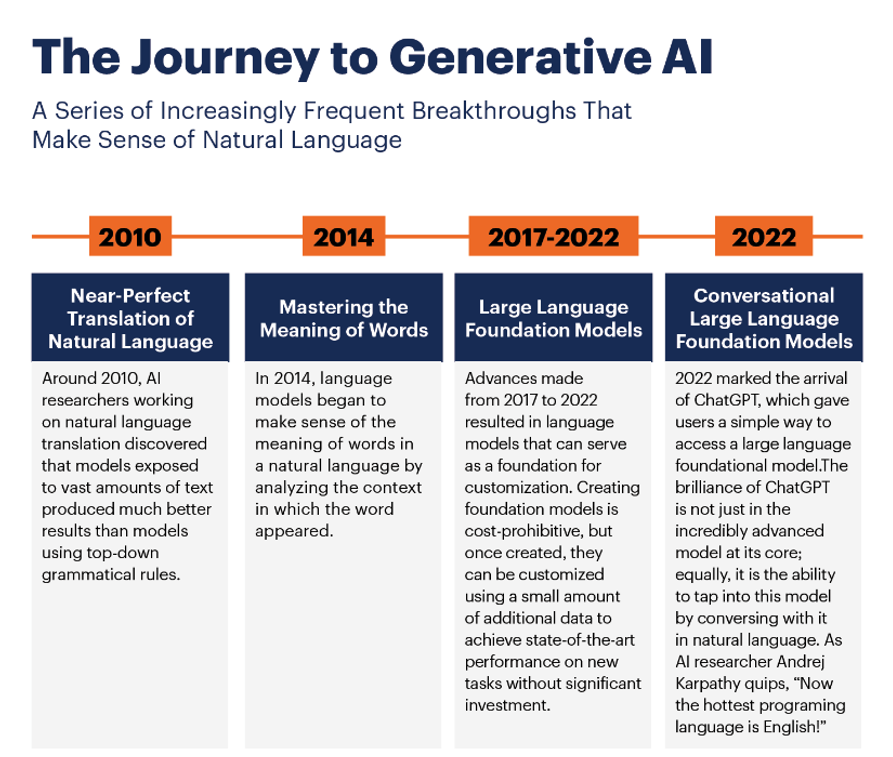 The Journey to Generative AI
A Series of Increasingly Frequent Breakthroughs That
Make Sense of Natural Language
2010
Near-Perfect
Translation of
Natural Language
Around 2010, AI
researchers working
on natural language
translation discovered
that models exposed
to vast amounts of text
produced much better
results than models
using top-down
grammatical rules.
2014
Mastering the
Meaning of Words
In 2014, language
models began to
make sense of the
meaning of words in
a natural language by
analyzing the context
in which the word
appeared.
2017-2022
Large Language
Foundation Models
Advances made
from 2017 to 2022
resulted in language
models that can serve
as a foundation for
customization. Creating
foundation models is
cost-prohibitive, but
once created, they
can be customized
using a small amount
of additional data to
achieve state-of-the-art
performance on new
tasks without significant
investment.
2022
Conversational
Large Language
Foundation Models
2022 marked the arrival
of ChatGPT, which gave
users a simple way to
access a large language
foundational model.The
brilliance of ChatGPT
is not just in the
incredibly advanced
model at its core;
equally, it is the ability
to tap into this model
by conversing with it
in natural language. As
AI researcher Andrej
Karpathy quips, “Now
the hottest programing
language is English!”